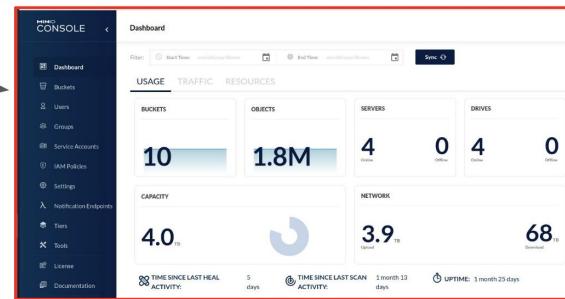 MINIO
CONSOLE
Dashboard
Buckets
Users
Groups
Service Accounts
IAM Policies
Settings
Notification Endpoints
Tiers
Tools
License
Documentation
Dashboard
Filter: Start Time: End Time: Sync
USAGE TRAFFIC RESOURCES
BUCKETS
10
OBJECTS
1.8M
SERVERS
4 0
Online Offline
DRIVES
4 0
Online Offline
CAPACITY
4.0 TB
NETWORK
3.9 TB 68 TB
Upload Download
TIME SINCE LAST HEAL
ACTIVITY:
5
days
TIME SINCE LAST SCAN
ACTIVITY:
1 month 13
days
UPTIME: 1 month 25 days